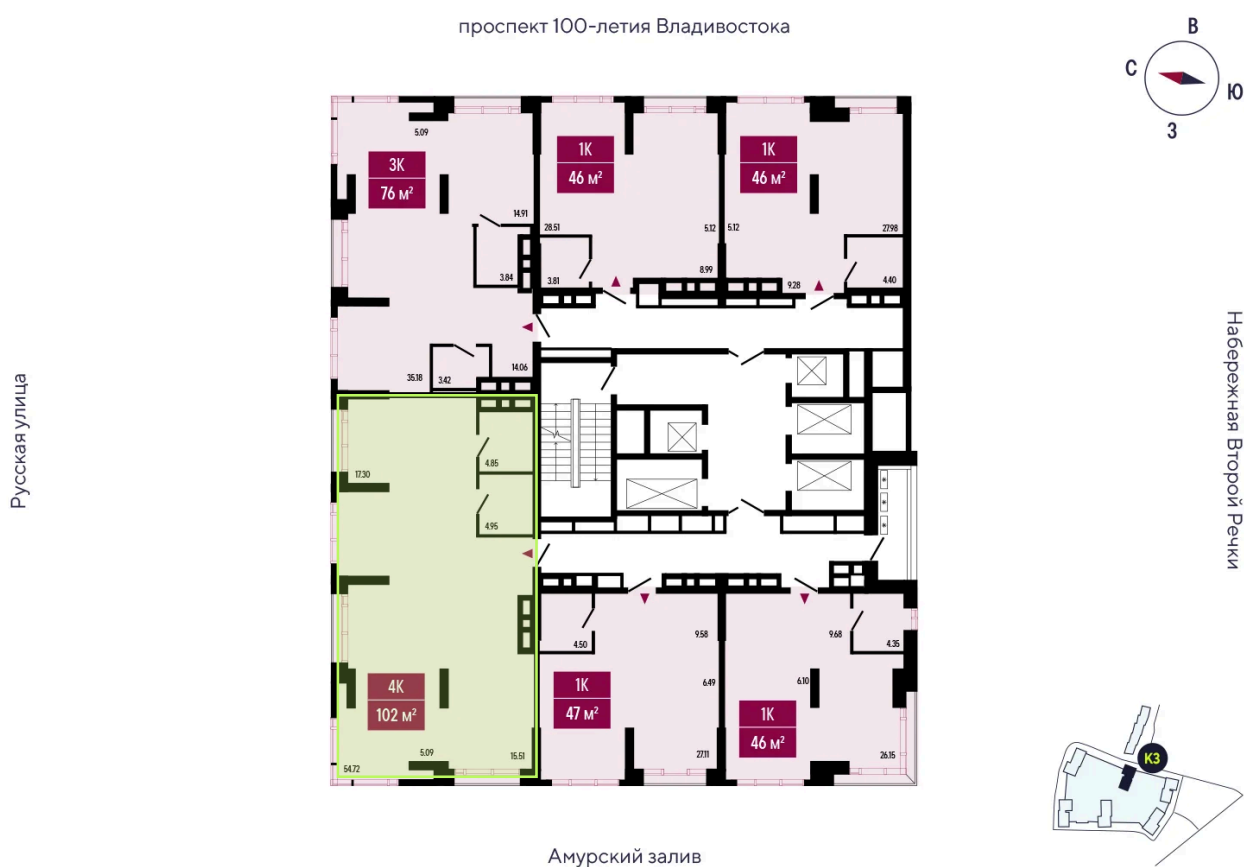 проспект 100-летия Владивостока
В
С
Ю
З
5.09
3К
76 м²
14.91
3.84
35.18
3.42
14.06
1К
46 м²
28.51
5.12
3.81
8.99
1К
46 м²
5.12
27.98
9.28
4.40
Русская улица
Набережная Второй Речки
17.30
4.85
4.95
4К
102 м²
5.09
15.51
54.72
4.50
9.58
1К
47 м²
6.49
27.11
9.68
4.35
6.10
1К
46 м²
26.15
К3
Амурский залив